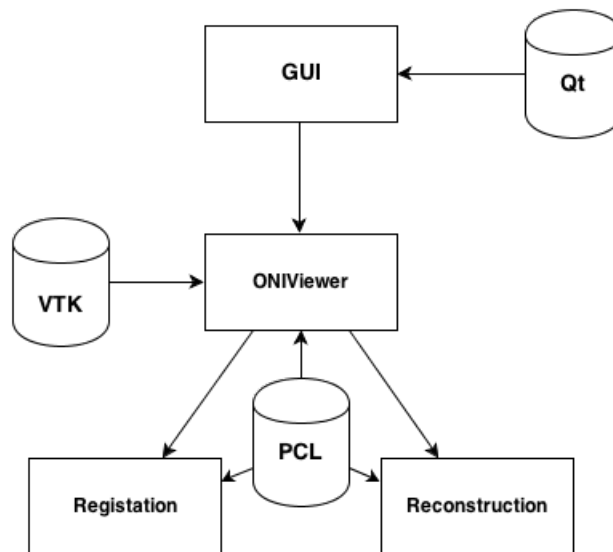 GUI
Qt
ONIViewer
VTK
PCL
Registation
Reconstruction